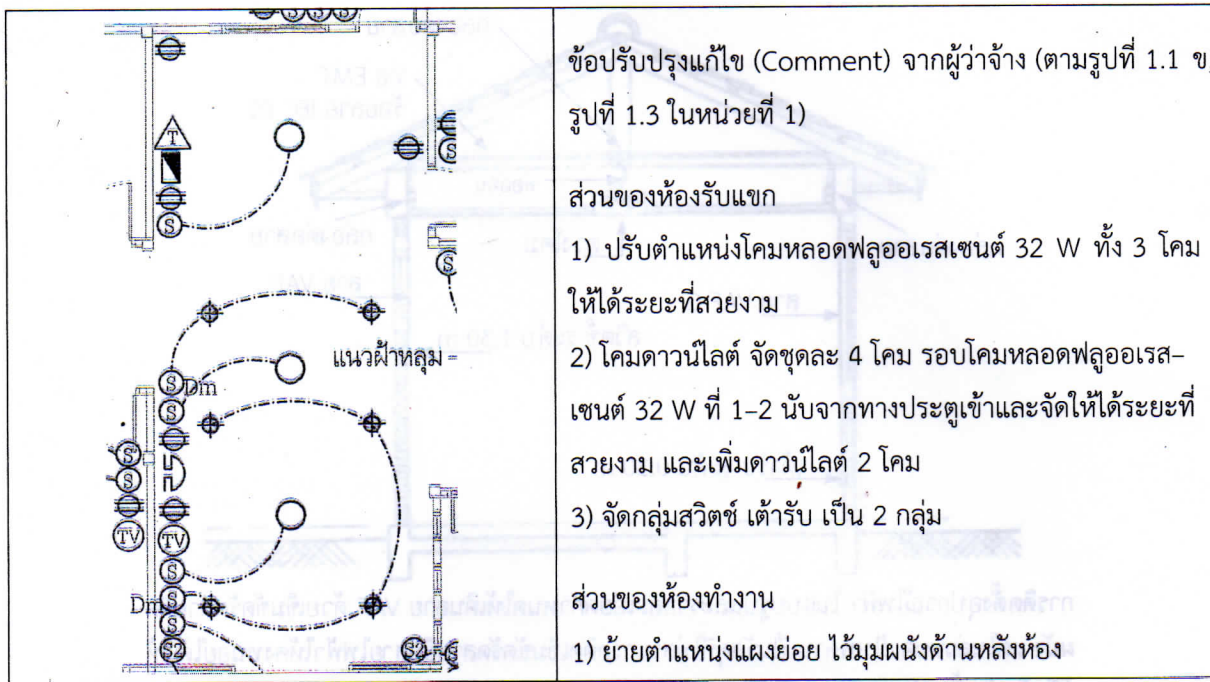 S
S
S
S
T
S
S
S
แนวฝ้าหลุม
S
Dm
S
S
S
TV
TV
S
Dm
S
S
S2
S2
ข้อปรับปรุงแก้ไข (Comment) จากผู้ว่าจ้าง (ตามรูปที่ 1.1 ข,
รูปที่ 1.3 ในหน่วยที่ 1)
ส่วนของห้องรับแขก
1) ปรับตำแหน่งโคมหลอดฟลูออเรสเซนต์ 32 W ทั้ง 3 โคม
ให้ได้ระยะที่สวยงาม
2) โคมดาวน์ไลต์ จัดชุดละ 4 โคม รอบโคมหลอดฟลูออเรส–
เซนต์ 32 W ที่ 1–2 นับจากทางประตูเข้าและจัดให้ได้ระยะที่
สวยงาม และเพิ่มดาวน์ไลต์ 2 โคม
3) จัดกลุ่มสวิตช์ เต้ารับ เป็น 2 กลุ่ม
ส่วนของห้องทำงาน
1) ย้ายตำแหน่งแผงย่อย ไว้มุมผนังด้านหลังห้อง